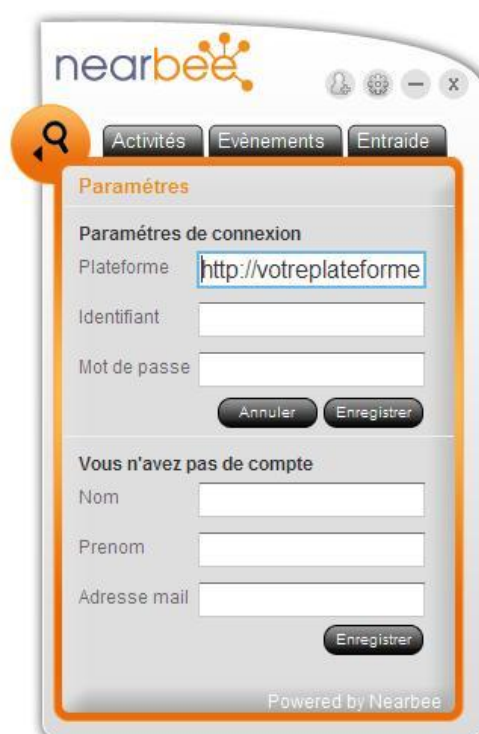 nearbee
x
Activités Evènements Entraide
Paramétres
Paramétres de connexion
Plateforme http://votreplateforme
Identifiant
Mot de passe
Annuler Enregistrer
Vous n'avez pas de compte
Nom
Prenom
Adresse mail
Enregistrer
Powered by Nearbee